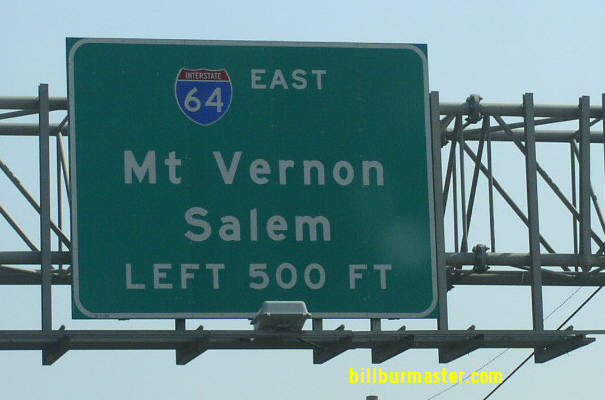 INTERSTATE
64 EAST
Mt Vernon
Salem
LEFT 500 FT
billburmaster.com